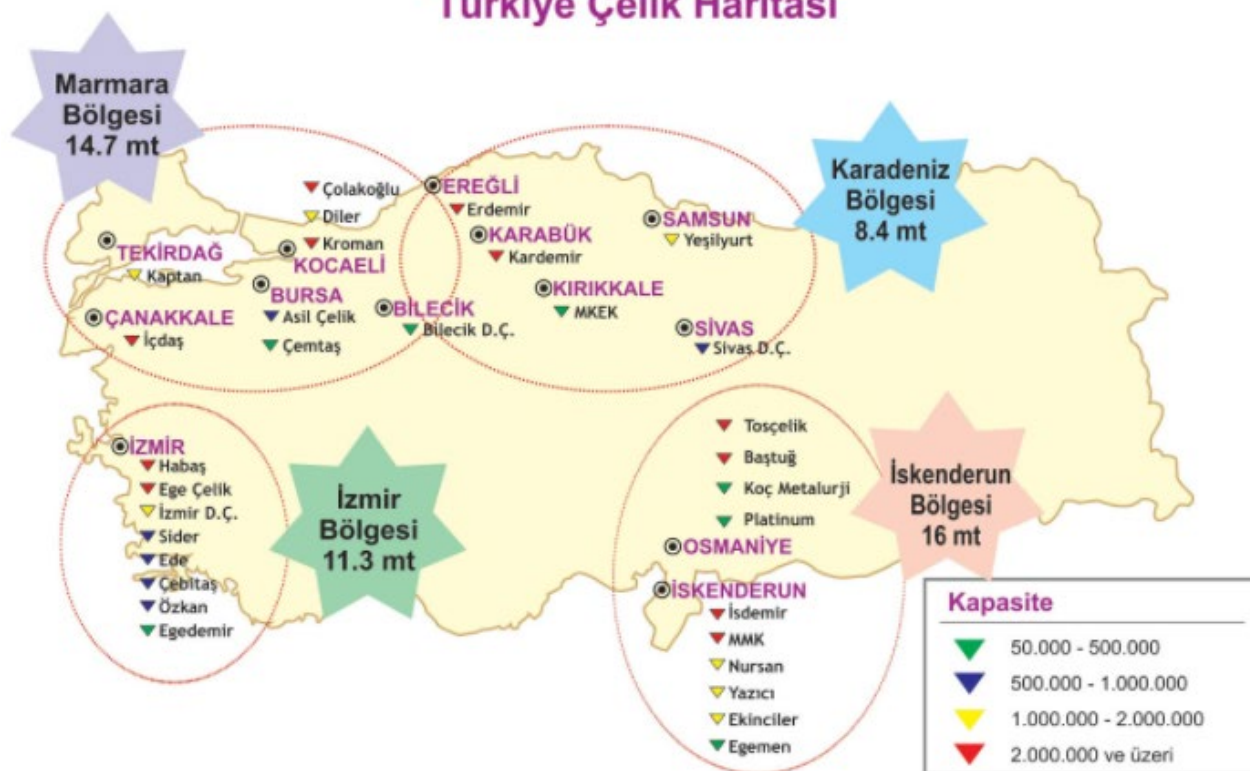 Türkiye Çelik Haritası
Marmara
Bölgesi
14.7 mt
Karadeniz
Bölgesi
8.4 mt
Çolakoğlu
Diler
Kroman
KOCAELİ
TEKİRDAĞ
Kaptan
BURSA
Asil Çelik
Çemtaş
ÇANAKKALE
İçdaş
BİLECİK
Bilecik D.Ç.
EREĞLİ
Erdemir
KARABÜK
Kardemir
SAMSUN
Yeşilyurt
KIRIKKALE
MKEK
SİVAS
Sivas D.Ç.
İZMİR
Habaş
Ege Çelik
İzmir D.Ç.
Sider
Ede
Çebitaş
Özkan
Egedemir
İzmir
Bölgesi
11.3 mt
Tosçelik
Baştuğ
Koç Metalurji
Platinum
OSMANİYE
İSKENDERUN
İsdemir
MMK
Nursan
Yazıcı
Ekinciler
Egemen
İskenderun
Bölgesi
16 mt
Kapasite
50.000 - 500.000
500.000 - 1.000.000
1.000.000 - 2.000.000
2.000.000 ve üzeri